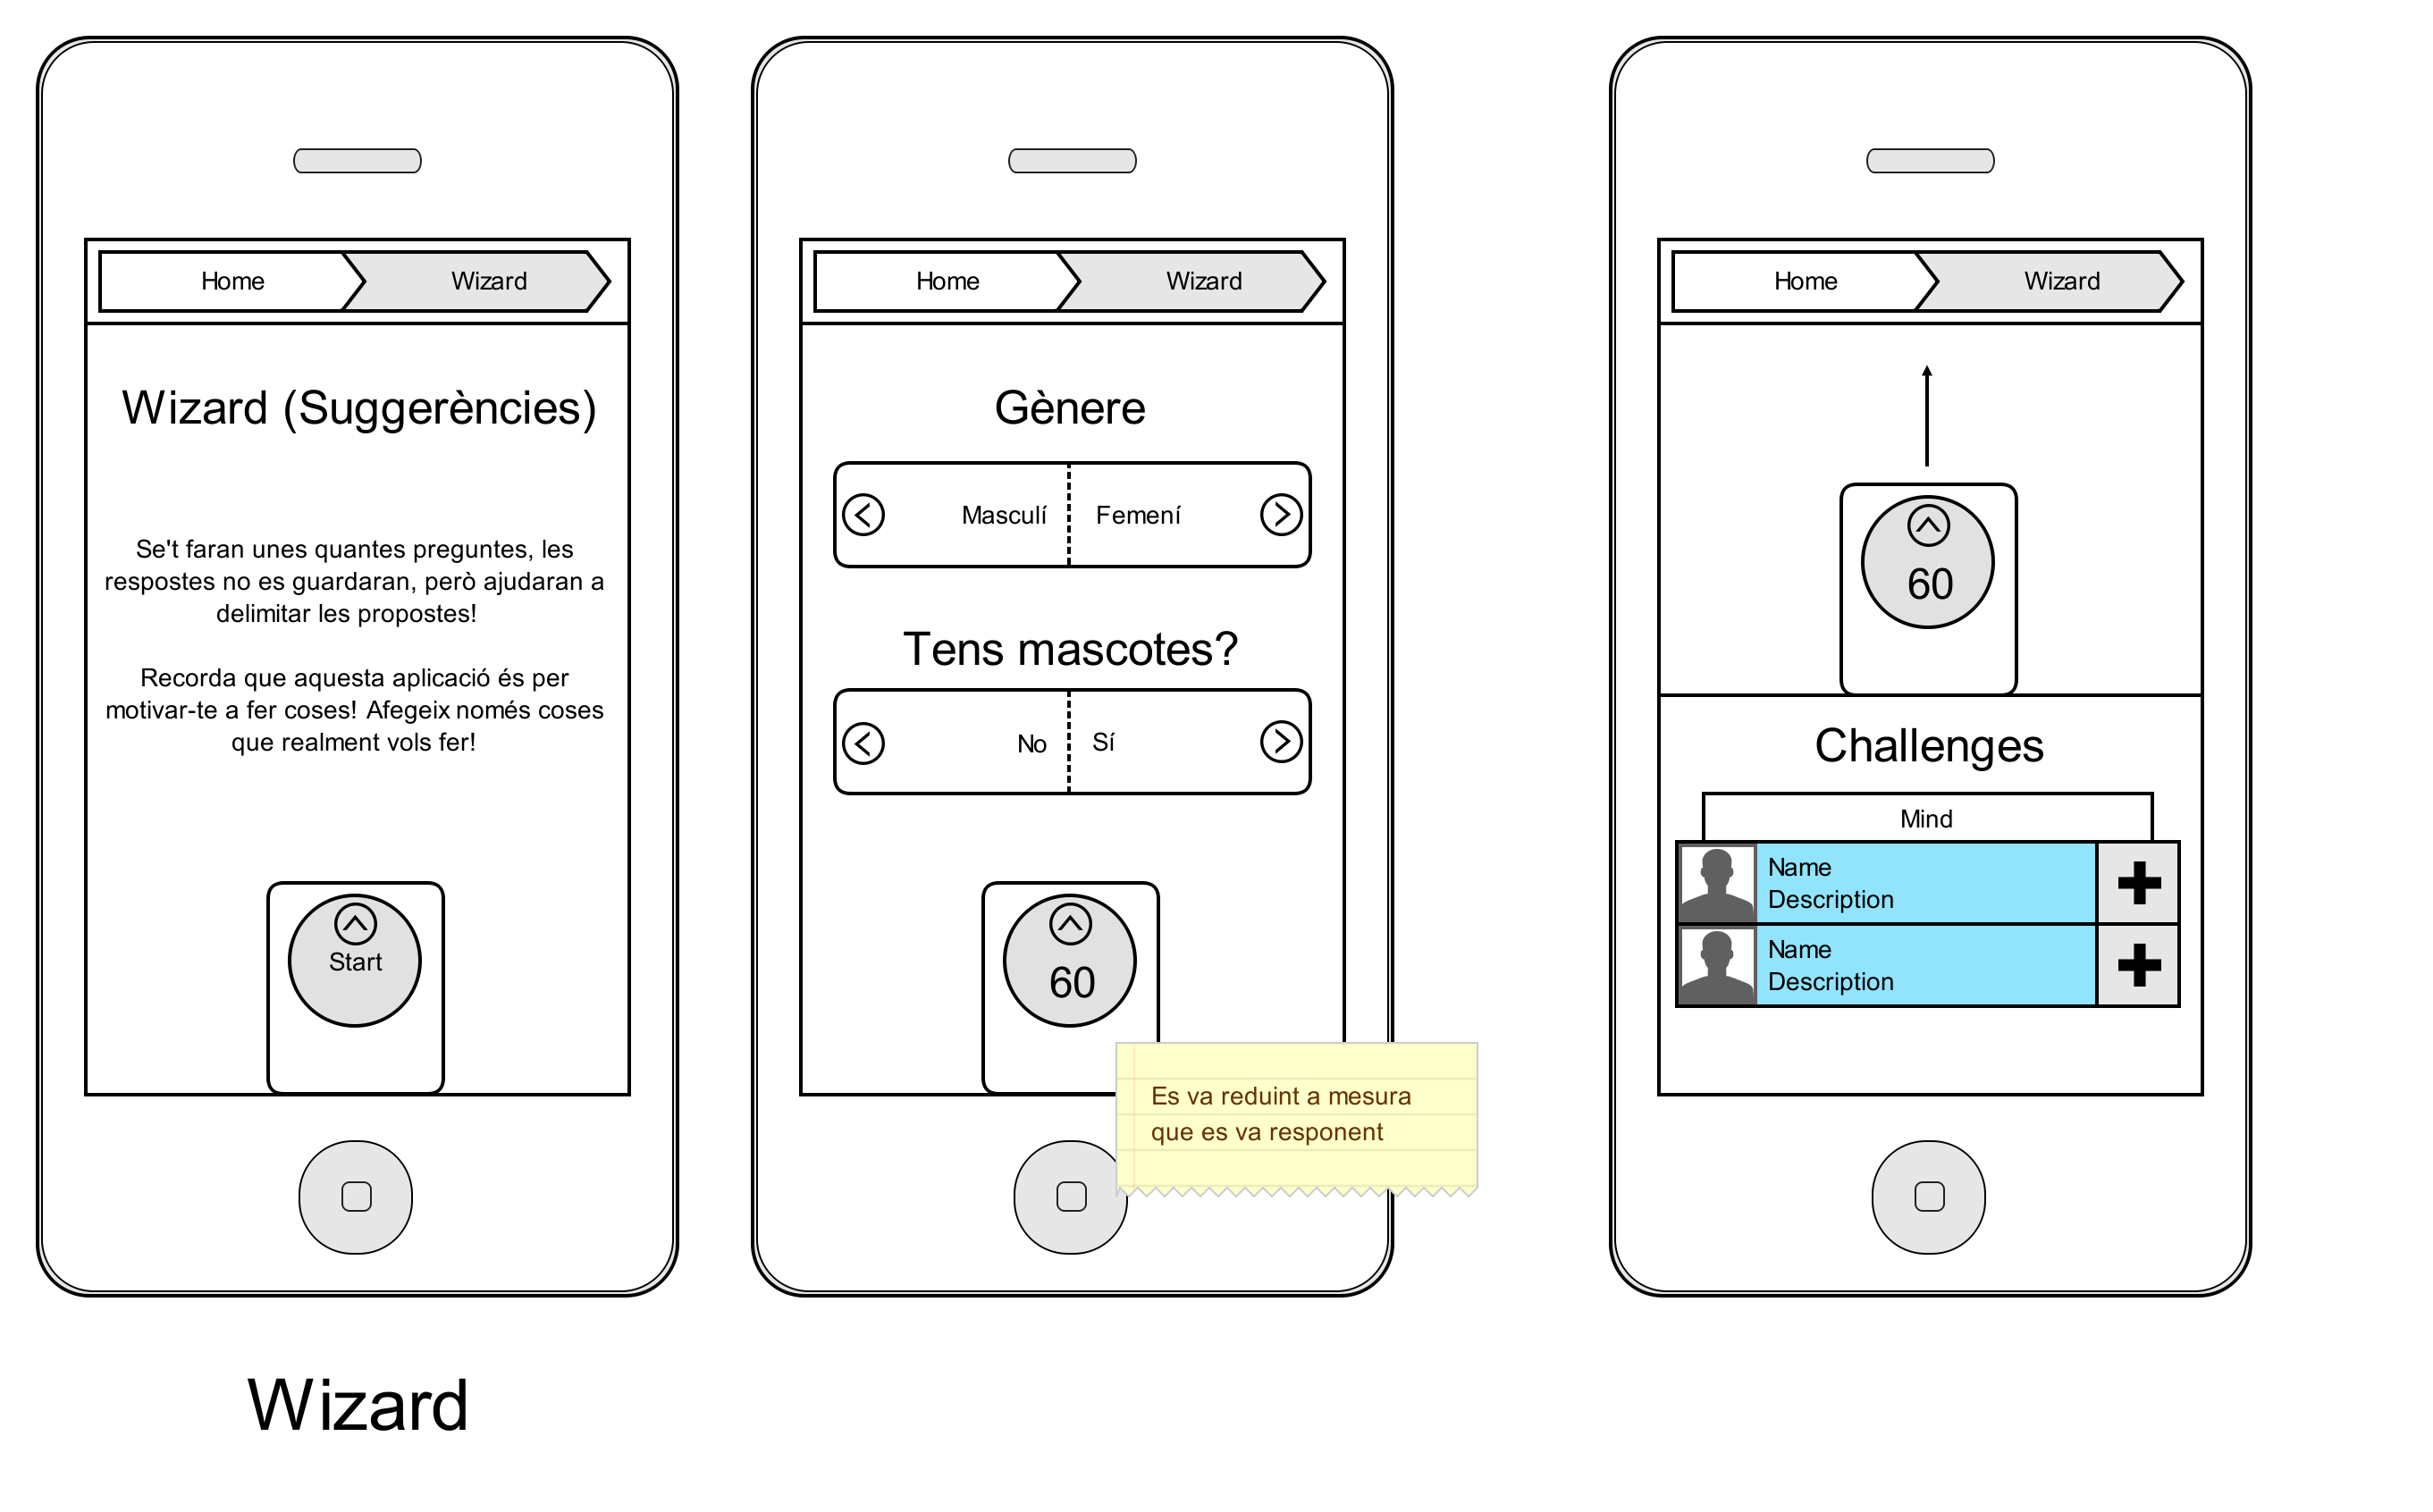 Home
Wizard
Wizard (Suggerències)
Se't faran unes quantes preguntes, les
respostes no es guardaran, però ajudaran a
delimitar les propostes!
Recorda que aquesta aplicació és per
motivar-te a fer coses! Afegeix només coses
que realment vols fer!
Start
Wizard
Home
Wizard
Gènere
Masculí
Femení
Tens mascotes?
No
Sí
60
Es va reduint a mesura
que es va responent
Home
Wizard
60
Challenges
Mind
Name
Description
Name
Description